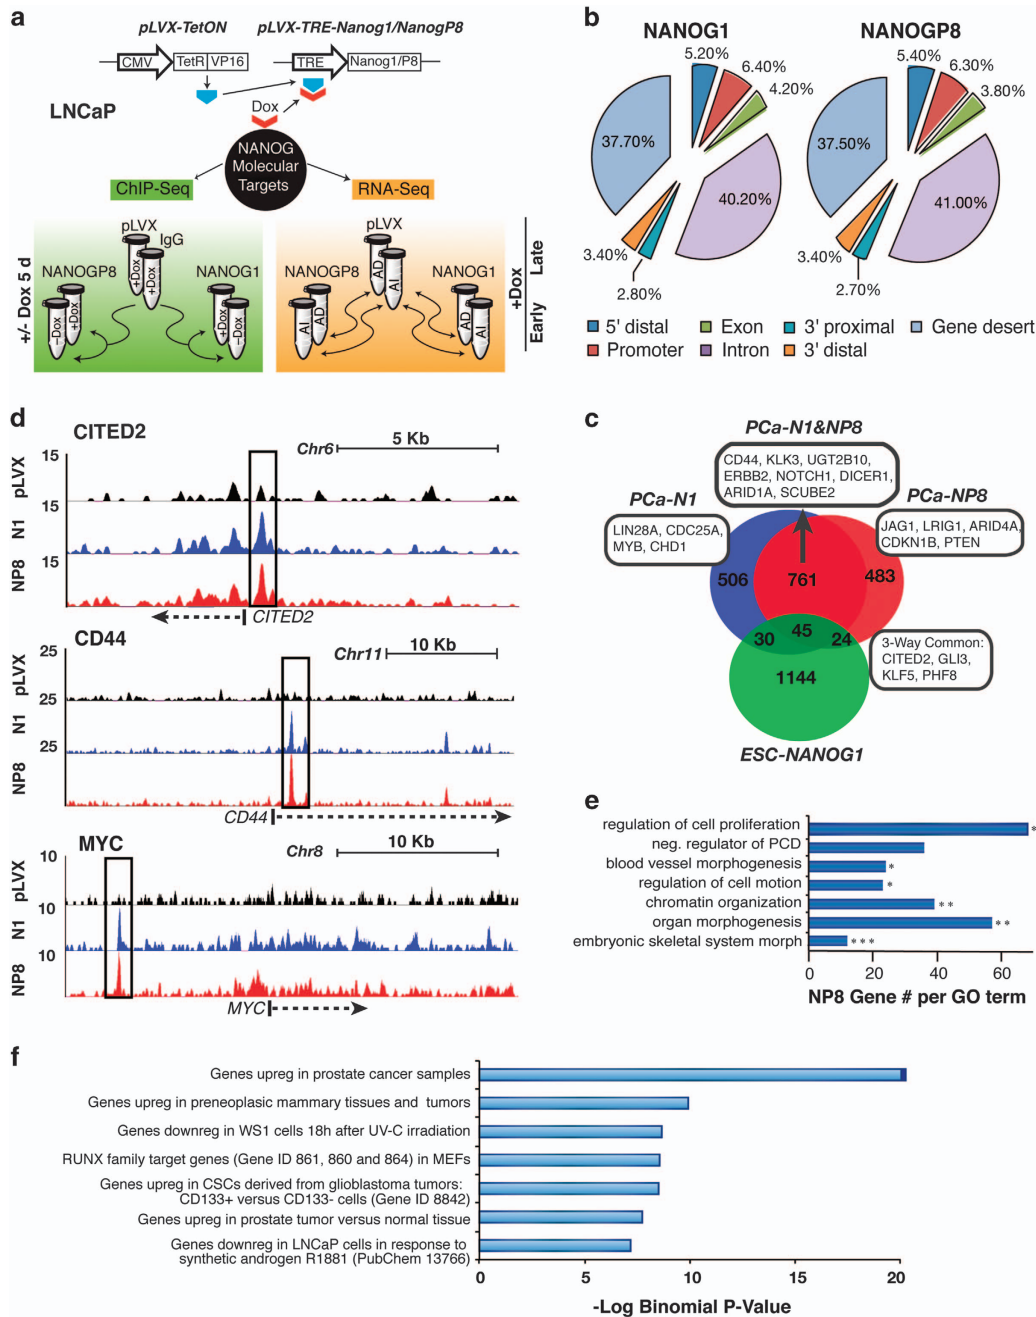 a
pLVX-TetON
pLVX-TRE-Nanog1/NanogP8
CMV
TetR
VP16
TRE
Nanog1/P8
LNCaP
Dox
NANOG
Molecular
Targets
ChIP-Seq
RNA-Seq
+/- Dox 5 d
pLVX
IgG
+Dox
+Dox
NANOGP8
-Dox
+Dox
NANOG1
+Dox
-Dox
pLVX
AD
AI
NANOGP8
AI
AD
NANOG1
AD
AI
Early
Late
+Dox
b
NANOG1
5.20%
6.40%
4.20%
40.20%
2.80%
3.40%
37.70%
NANOGP8
5.40%
6.30%
3.80%
41.00%
2.70%
3.40%
37.50%
5' distal
Exon
3' proximal
Gene desert
Promoter
Intron
3' distal
c
PCa-N1&NP8
CD44, KLK3, UGT2B10,
ERBB2, NOTCH1, DICER1,
ARID1A, SCUBE2
PCa-N1
LIN28A, CDC25A,
MYB, CHD1
PCa-NP8
JAG1, LRIG1, ARID4A,
CDKN1B, PTEN
506
761
483
30
45
24
1144
3-Way Common:
CITED2, GLI3,
KLF5, PHF8
ESC-NANOG1
d
CITED2
Chr6
5 Kb
15
pLVX
15
N1
15
NP8
CITED2
CD44
Chr11
10 Kb
25
pLVX
25
N1
25
NP8
CD44
MYC
Chr8
10 Kb
10
pLVX
10
N1
10
NP8
MYC
e
regulation of cell proliferation
*
neg. regulator of PCD
blood vessel morphogenesis
*
regulation of cell motion
*
chromatin organization
**
organ morphogenesis
**
embryonic skeletal system morph
***
0 20 40 60
NP8 Gene # per GO term
f
Genes upreg in prostate cancer samples
Genes upreg in preneoplasic mammary tissues and tumors
Genes downreg in WS1 cells 18h after UV-C irradiation
RUNX family target genes (Gene ID 861, 860 and 864) in MEFs
Genes upreg in CSCs derived from glioblastoma tumors:
CD133+ versus CD133- cells (Gene ID 8842)
Genes upreg in prostate tumor versus normal tissue
Genes downreg in LNCaP cells in response to
synthetic androgen R1881 (PubChem 13766)
0 5 10 15 20
-Log Binomial P-Value